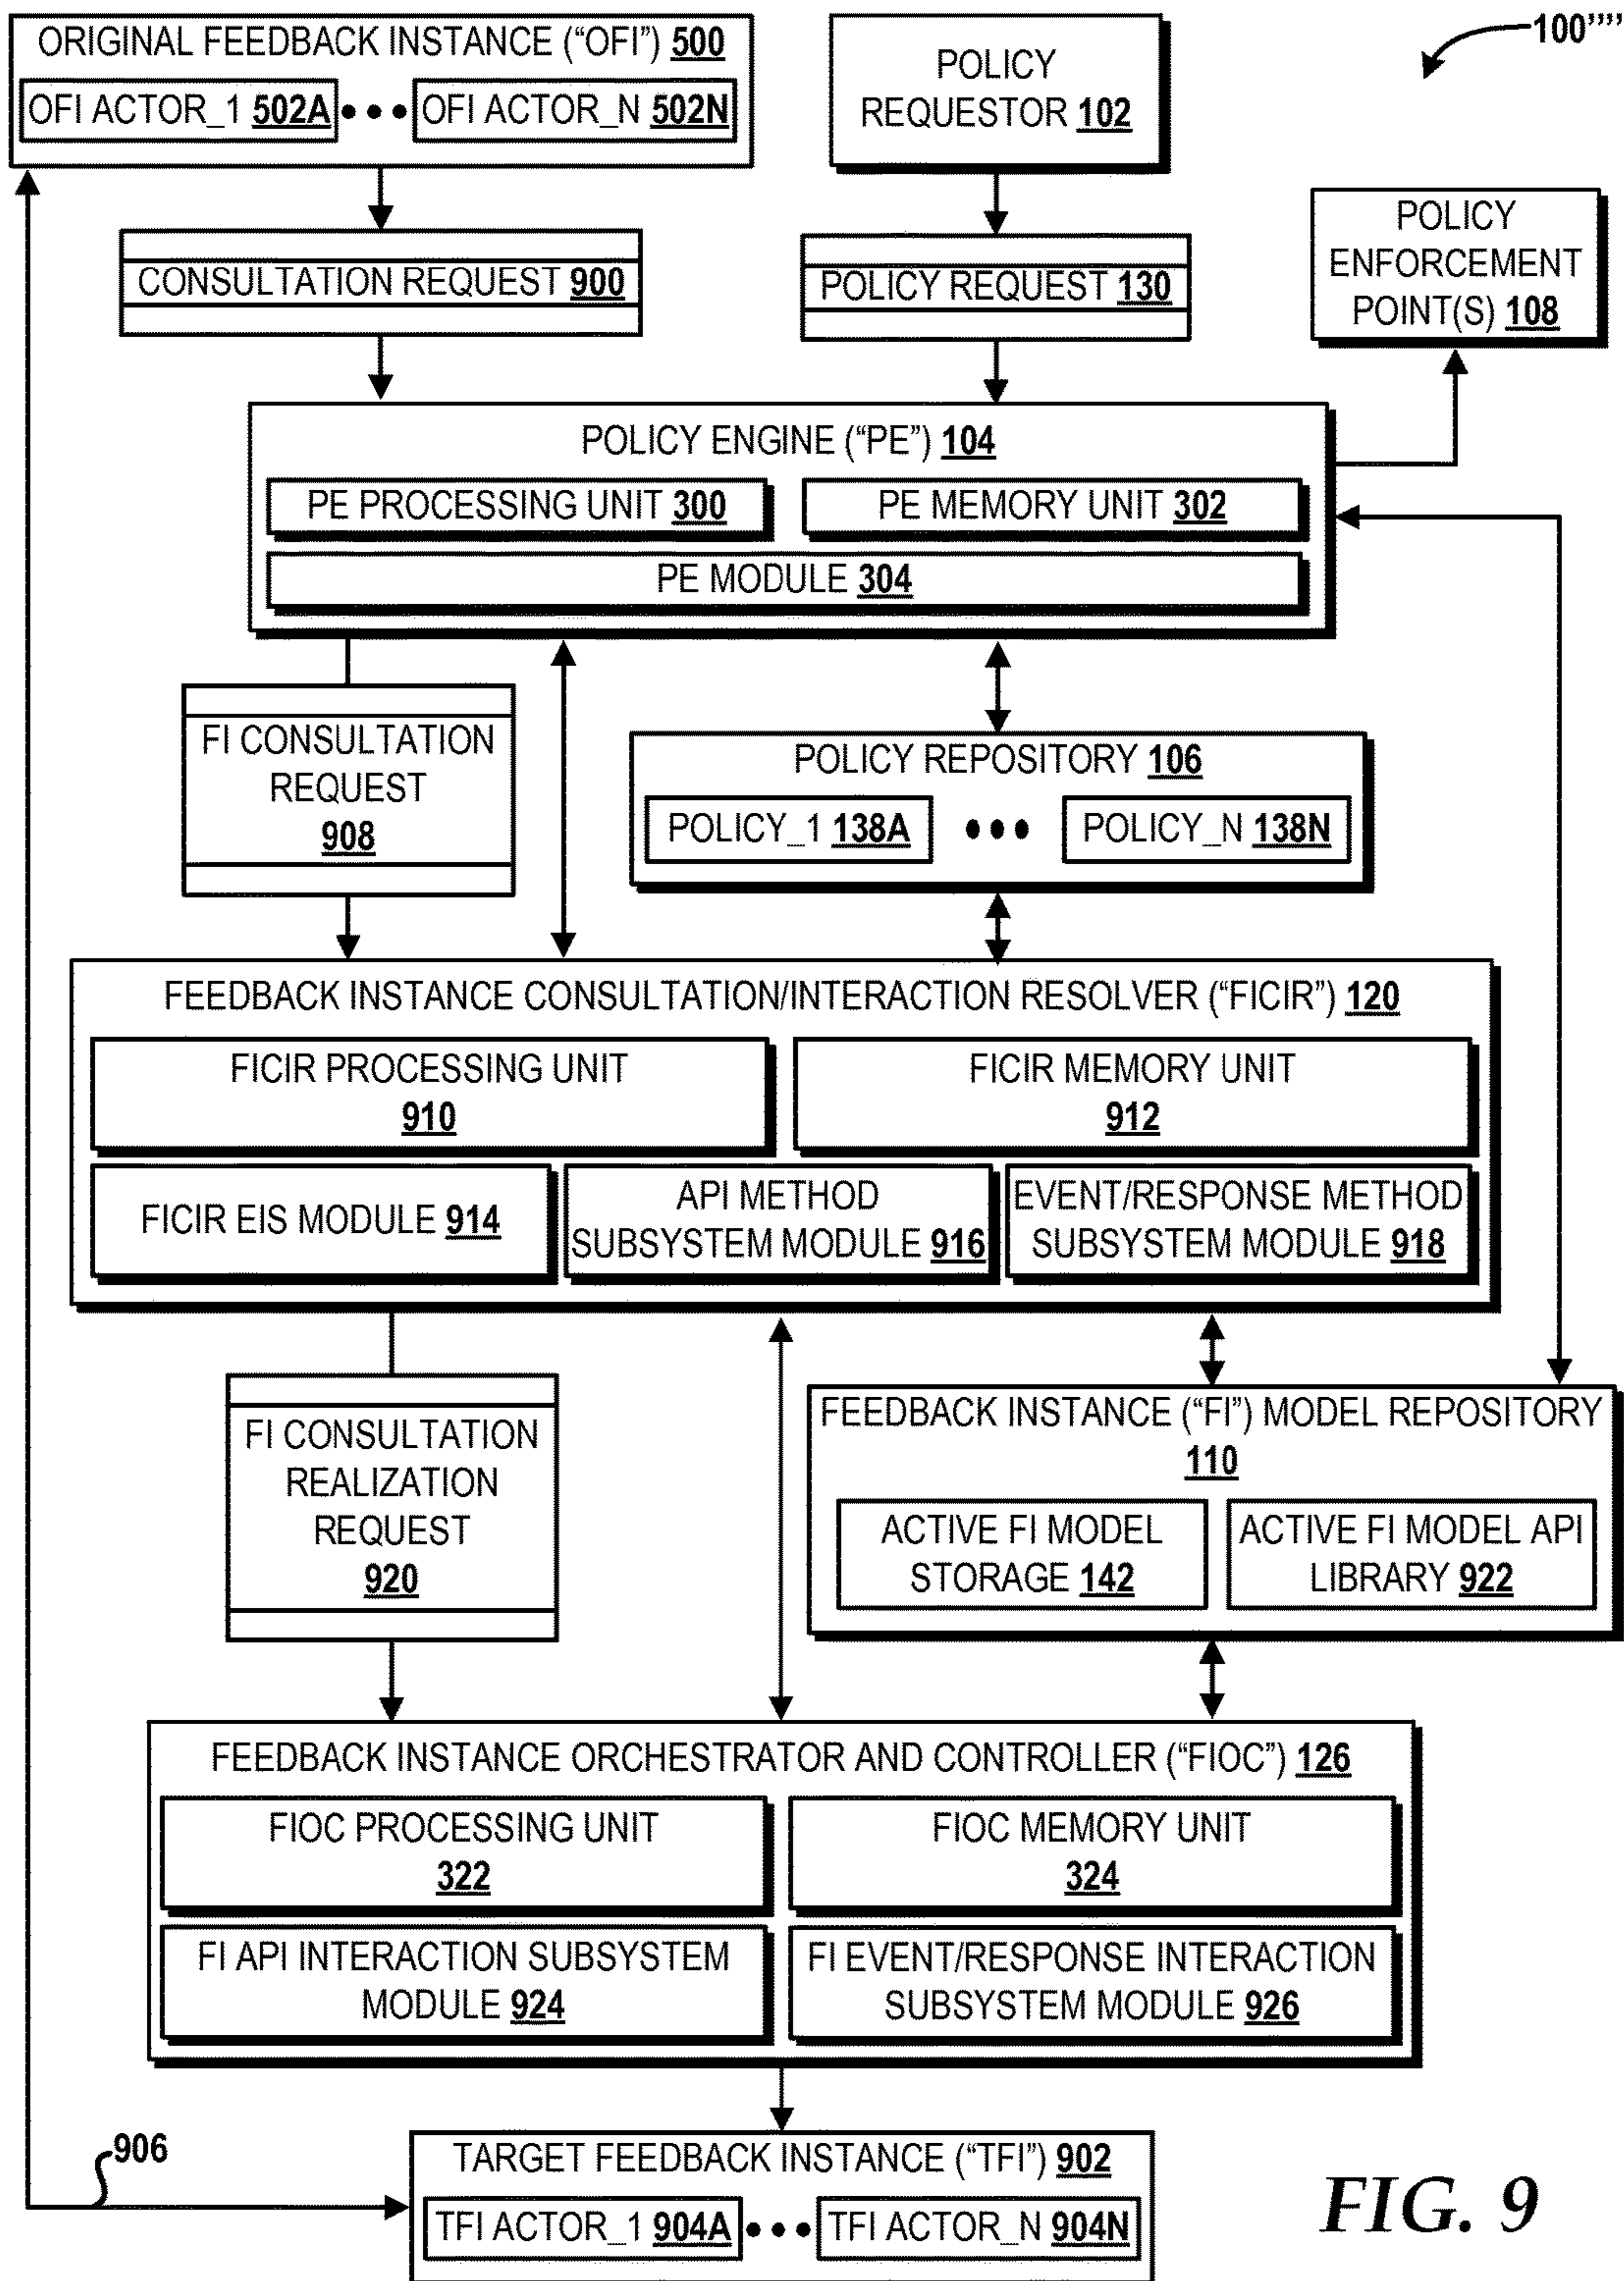 ORIGINAL FEEDBACK INSTANCE (“OFI”) 500
OFI ACTOR_1 502A
OFI ACTOR_N 502N
POLICY
REQUESTOR 102
100''''
CONSULTATION REQUEST 900
POLICY REQUEST 130
POLICY
ENFORCEMENT
POINT(S) 108
POLICY ENGINE (“PE”) 104
PE PROCESSING UNIT 300
PE MEMORY UNIT 302
PE MODULE 304
FI CONSULTATION
REQUEST
908
POLICY REPOSITORY 106
POLICY_1 138A
POLICY_N 138N
FEEDBACK INSTANCE CONSULTATION/INTERACTION RESOLVER (“FICIR”) 120
FICIR PROCESSING UNIT
910
FICIR MEMORY UNIT
912
FICIR EIS MODULE 914
API METHOD
SUBSYSTEM MODULE 916
EVENT/RESPONSE METHOD
SUBSYSTEM MODULE 918
FI CONSULTATION
REALIZATION
REQUEST
920
FEEDBACK INSTANCE (“FI”) MODEL REPOSITORY
110
ACTIVE FI MODEL
STORAGE 142
ACTIVE FI MODEL API
LIBRARY 922
FEEDBACK INSTANCE ORCHESTRATOR AND CONTROLLER (“FIOC”) 126
FIOC PROCESSING UNIT
322
FIOC MEMORY UNIT
324
FI API INTERACTION SUBSYSTEM
MODULE 924
FI EVENT/RESPONSE INTERACTION
SUBSYSTEM MODULE 926
906
TARGET FEEDBACK INSTANCE (“TFI”) 902
TFI ACTOR_1 904A
TFI ACTOR_N 904N
FIG. 9